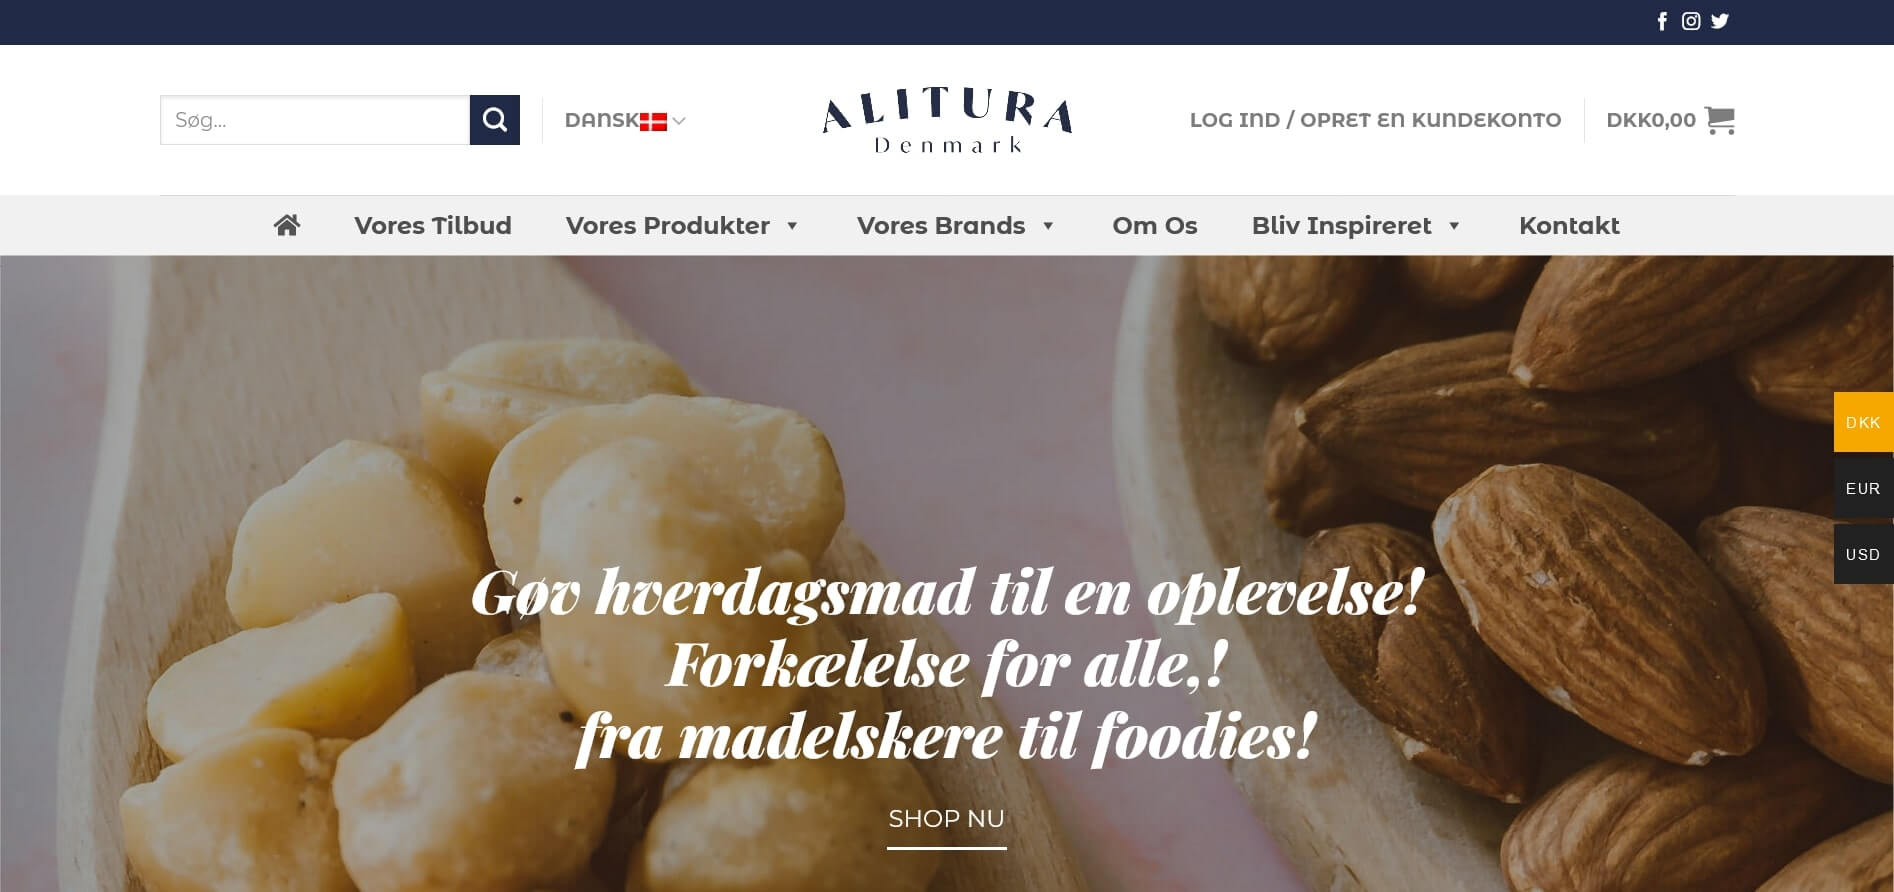 Søg...
DANSK
ALITURA
Denmark
LOG IND / OPRET EN KUNDEKONTO
DKK0,00
Vores Tilbud
Vores Produkter
Vores Brands
Om Os
Bliv Inspireret
Kontakt
DKK
EUR
USD
Gøv hverdagsmad til en oplevelse!
Forkælelse for alle,!
fra madelskere til foodies!
SHOP NU